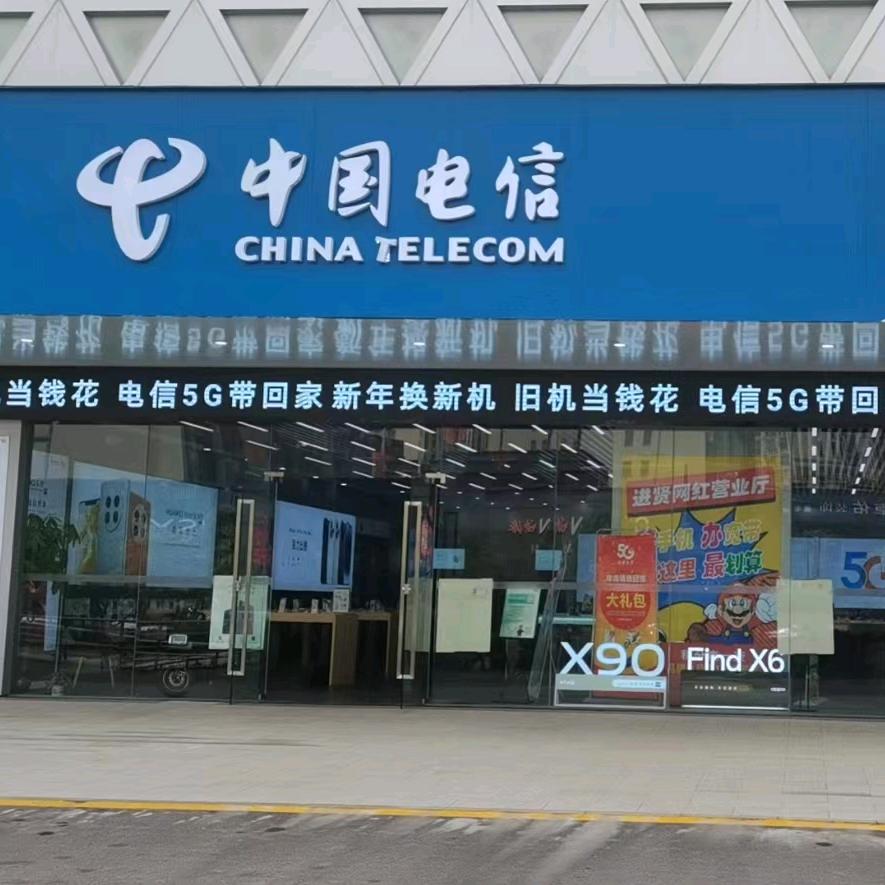 中国电信
CHINA TELECOM
当钱花 电信5G带回家 新年换新机 旧机当钱花 电信5G带回
进贤网红营业厅
手机 办宽带
这里 最划算
5G
大礼包
X90
Find X6
oppo
5G